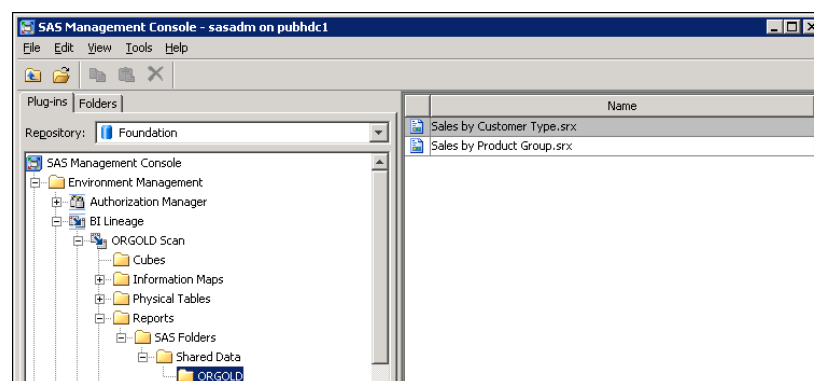 SAS Management Console - sasadm on pubhdc1
File Edit View Tools Help
Plug-ins Folders
Repository: Foundation
SAS Management Console
Environment Management
Authorization Manager
BI Lineage
ORGOLD Scan
Cubes
Information Maps
Physical Tables
Reports
SAS Folders
Shared Data
ORGOLD
Name
Sales by Customer Type.srx
Sales by Product Group.srx